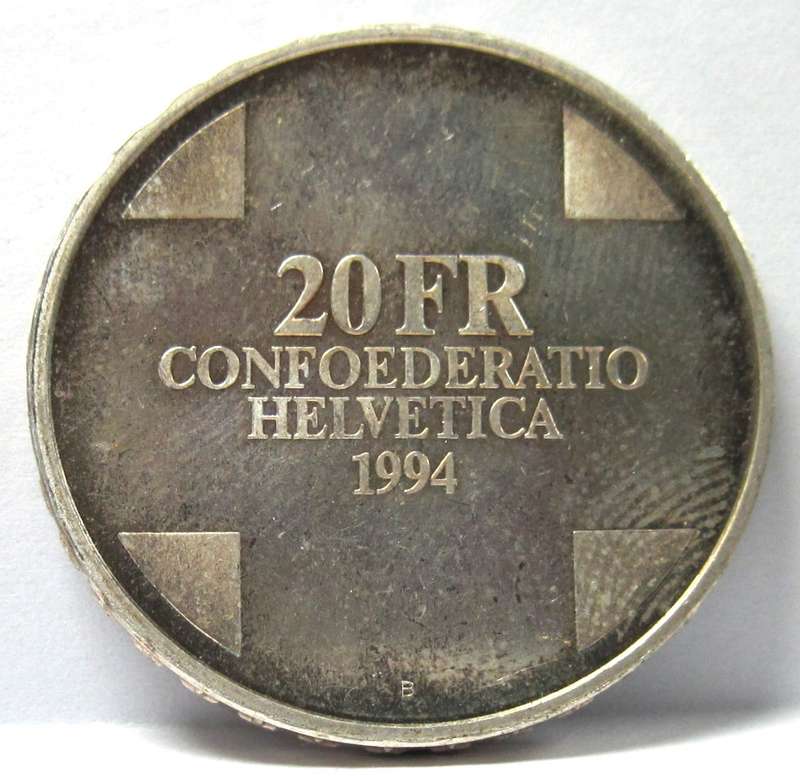 20 FR
CONFOEDERATIO
HELVETICA
1994
B